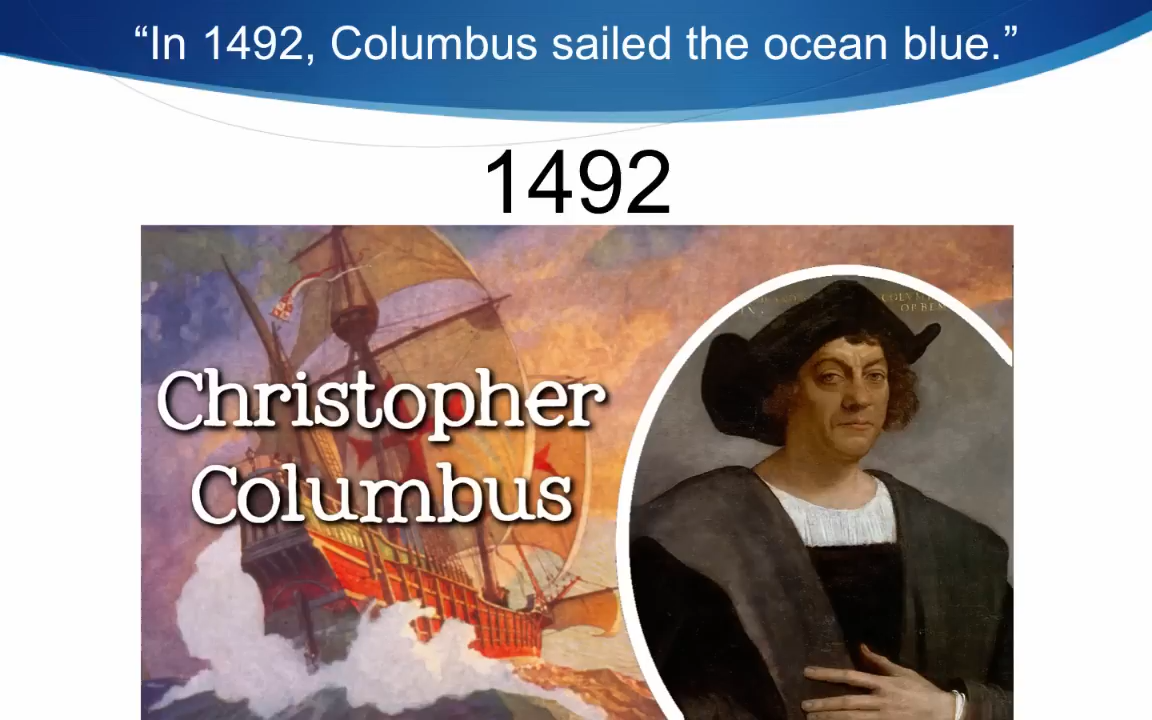 “In 1492, Columbus sailed the ocean blue.”
1492
Christopher
Columbus